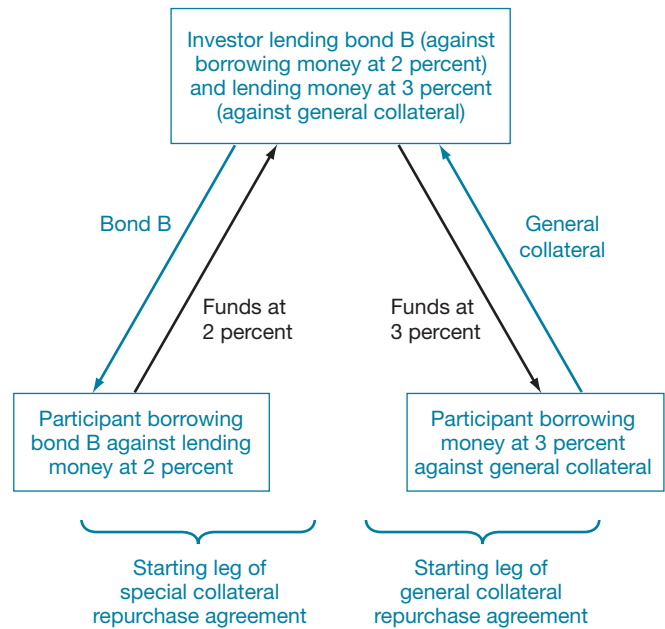 Investor lending bond B (against
borrowing money at 2 percent)
and lending money at 3 percent
(against general collateral)
Bond B
General
collateral
Funds at
2 percent
Funds at
3 percent
Participant borrowing
bond B against lending
money at 2 percent
Participant borrowing
money at 3 percent
against general collateral
Starting leg of
special collateral
repurchase agreement
Starting leg of
general collateral
repurchase agreement